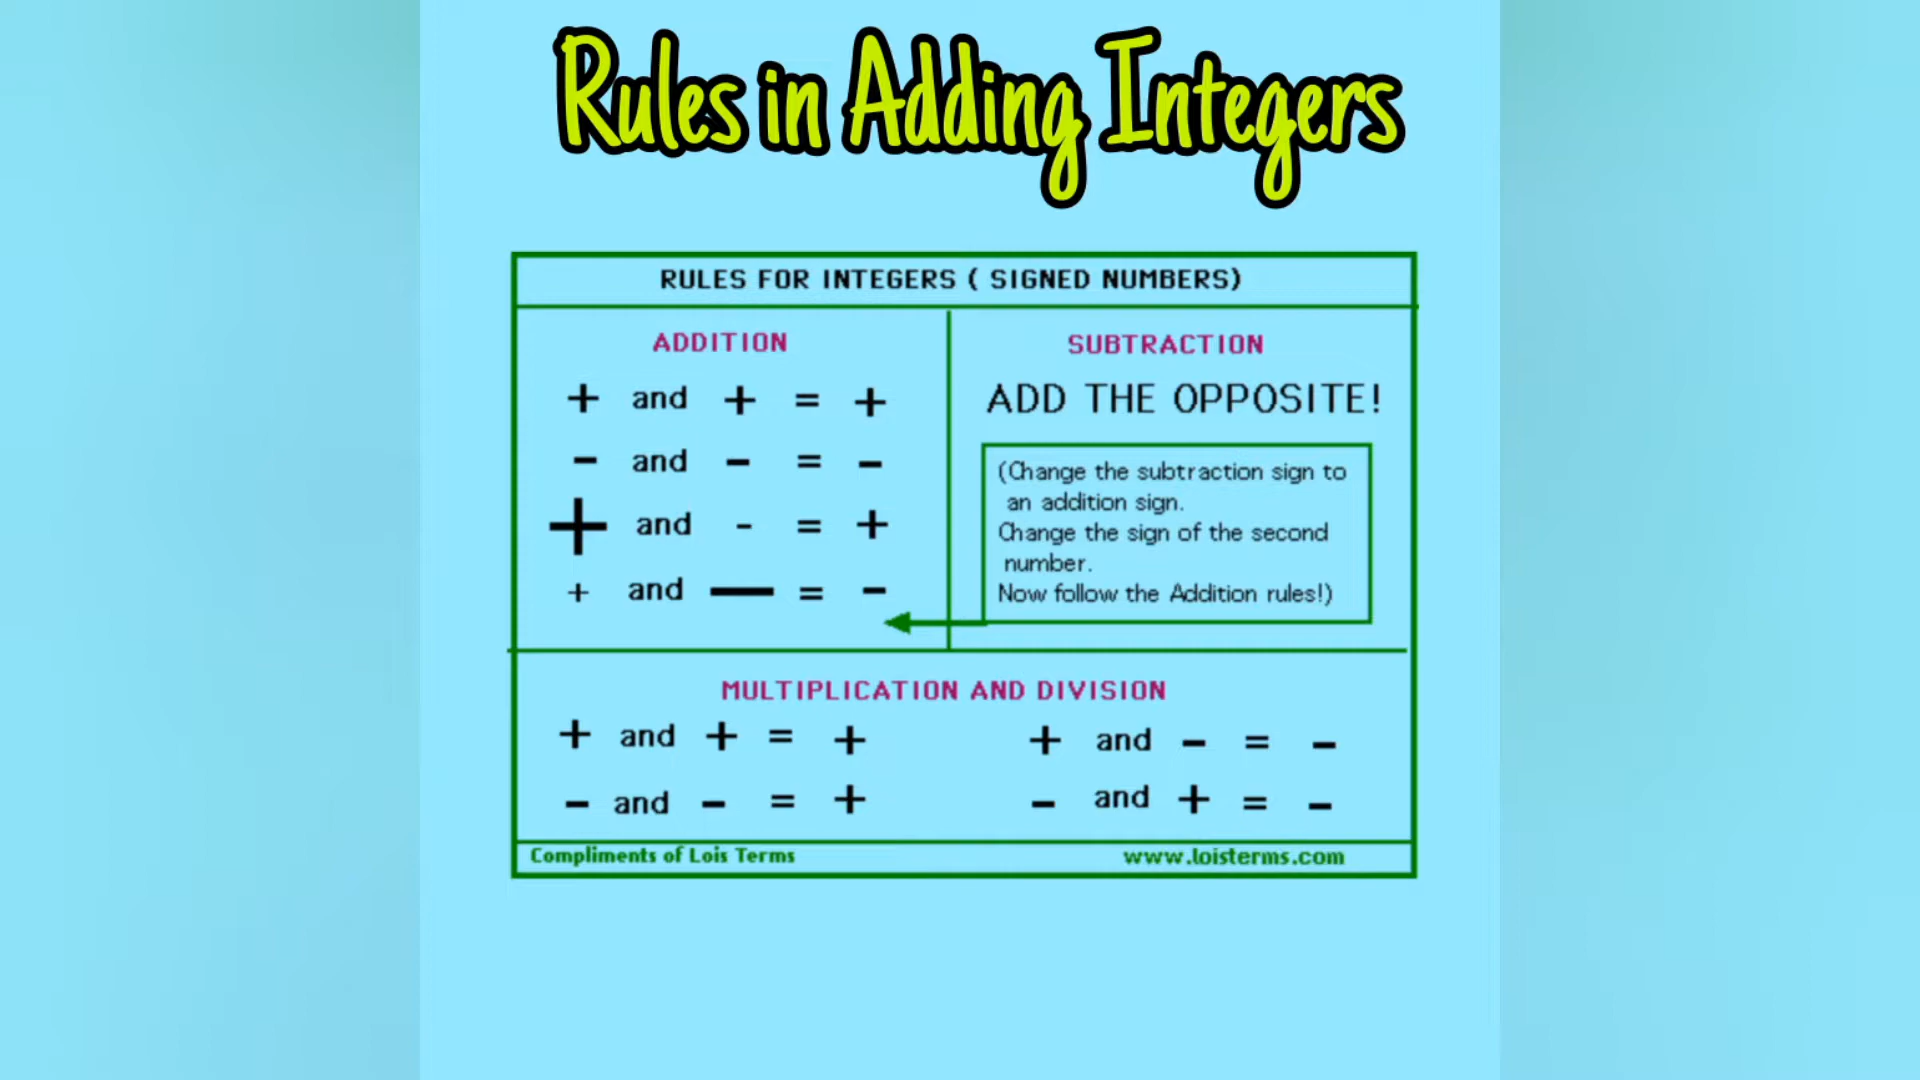 Rules in Adding Integers
RULES FOR INTEGERS ( SIGNED NUMBERS)
ADDITION
+ and + = +
- and - = -
+ and - = +
+ and — = -
SUBTRACTION
ADD THE OPPOSITE!
(Change the subtraction sign to
an addition sign.
Change the sign of the second
number.
Now follow the Addition rules!)
MULTIPLICATION AND DIVISION
+ and + = +
- and - = +
+ and - = -
- and + = -
Compliments of Lois Terms
www.loisterms.com